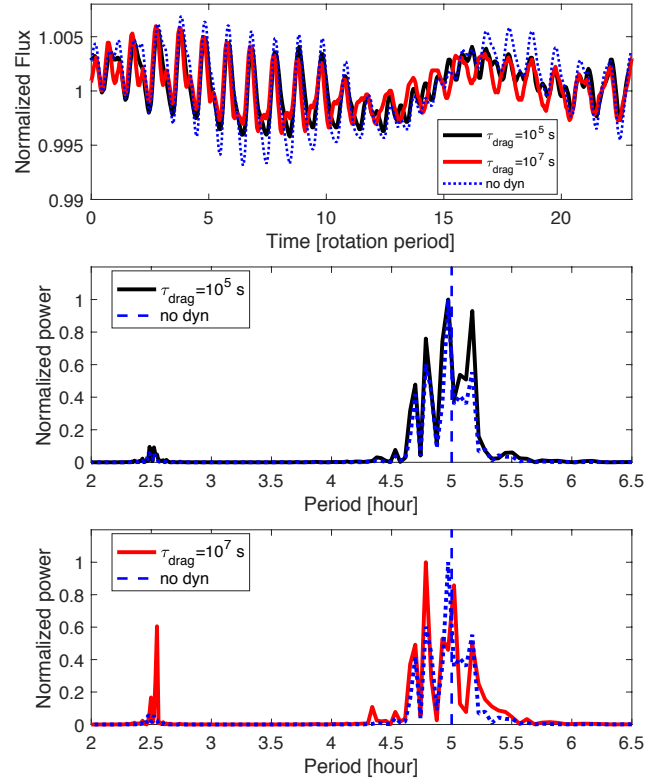 1.005
1
0.995
0.99
Normalized Flux
τdrag=10^5 s
τdrag=10^7 s
no dyn
0 5 10 15 20
Time [rotation period]
τdrag=10^5 s
no dyn
1
0.8
0.6
0.4
0.2
0
Normalized power
2 2.5 3 3.5 4 4.5 5 5.5 6 6.5
Period [hour]
τdrag=10^7 s
no dyn
1
0.8
0.6
0.4
0.2
0
Normalized power
2 2.5 3 3.5 4 4.5 5 5.5 6 6.5
Period [hour]